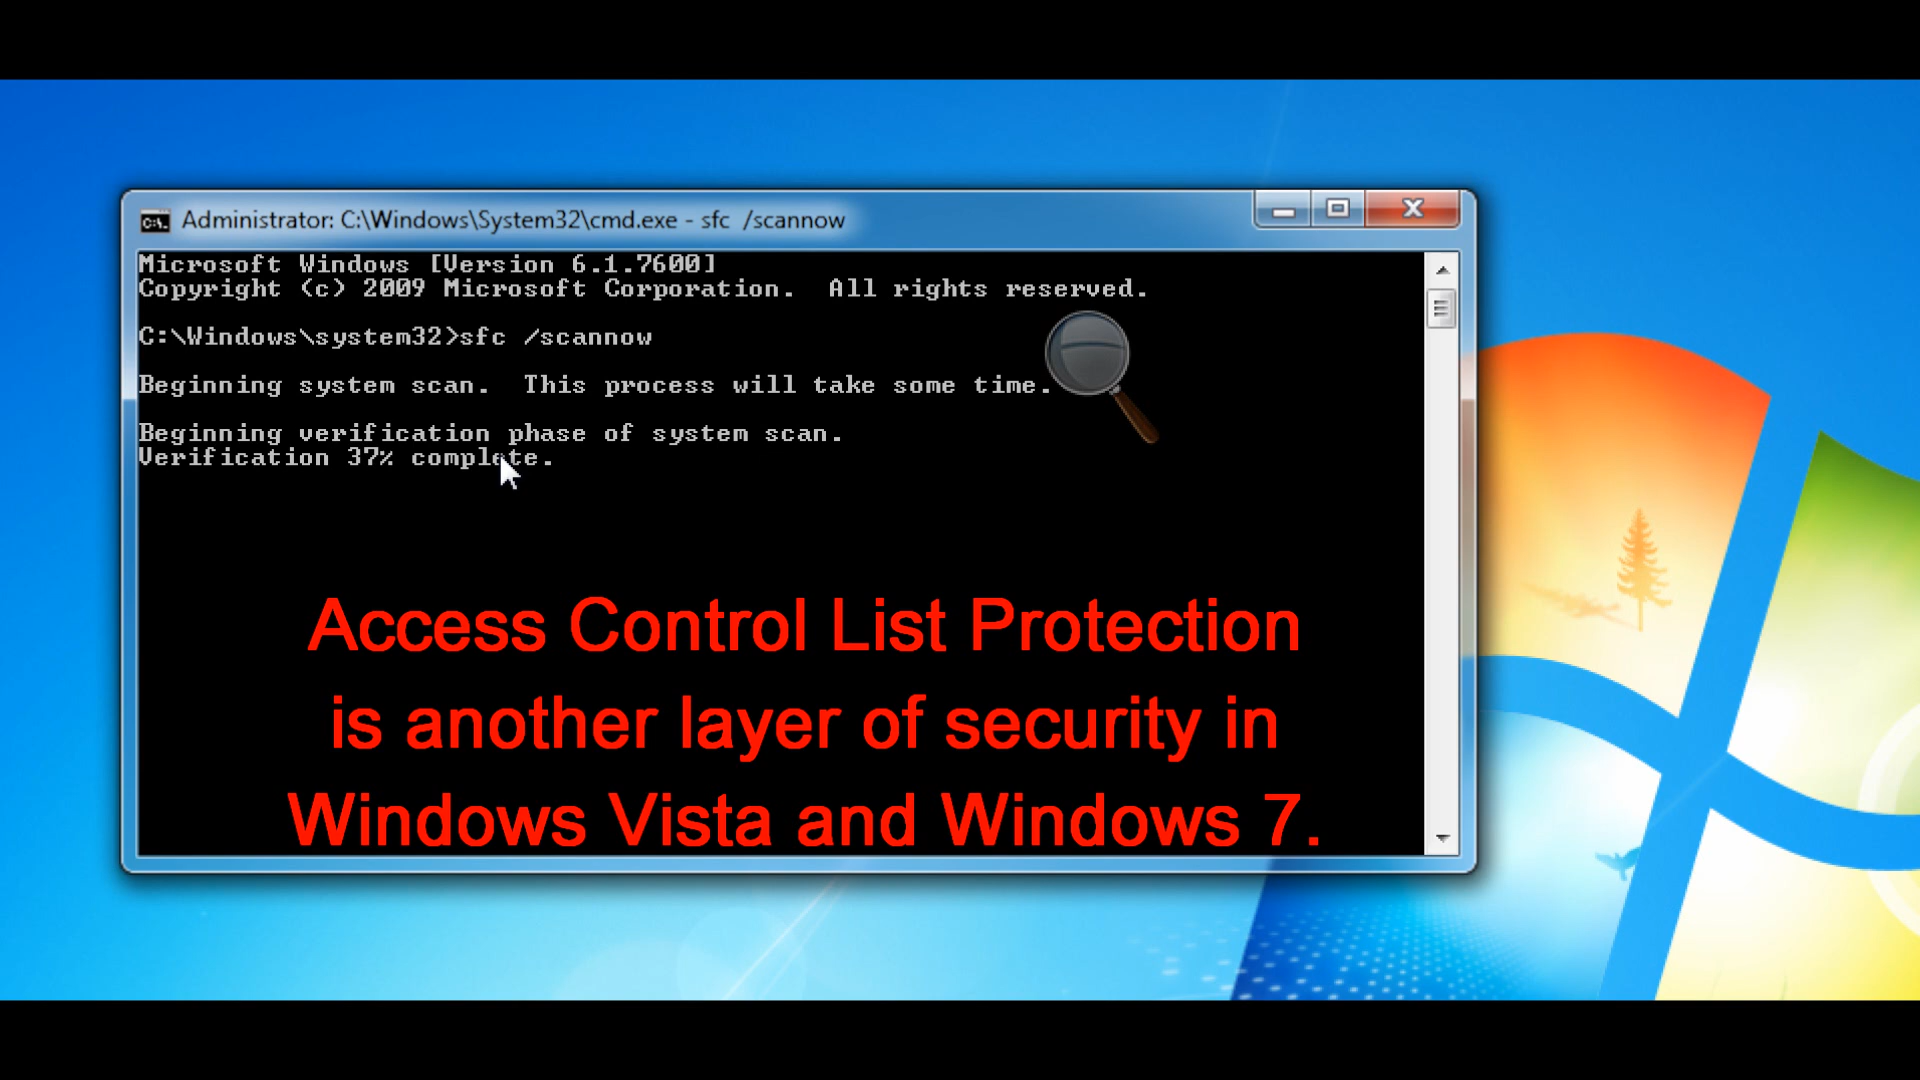 Administrator: C:\Windows\System32\cmd.exe - sfc  /scannow
Microsoft Windows [Version 6.1.7600]
Copyright (c) 2009 Microsoft Corporation.  All rights reserved.
C:\Windows\system32>sfc /scannow
Beginning system scan.  This process will take some time.
Beginning verification phase of system scan.
Verification 37% complete.
Access Control List Protection
is another layer of security in
Windows Vista and Windows 7.